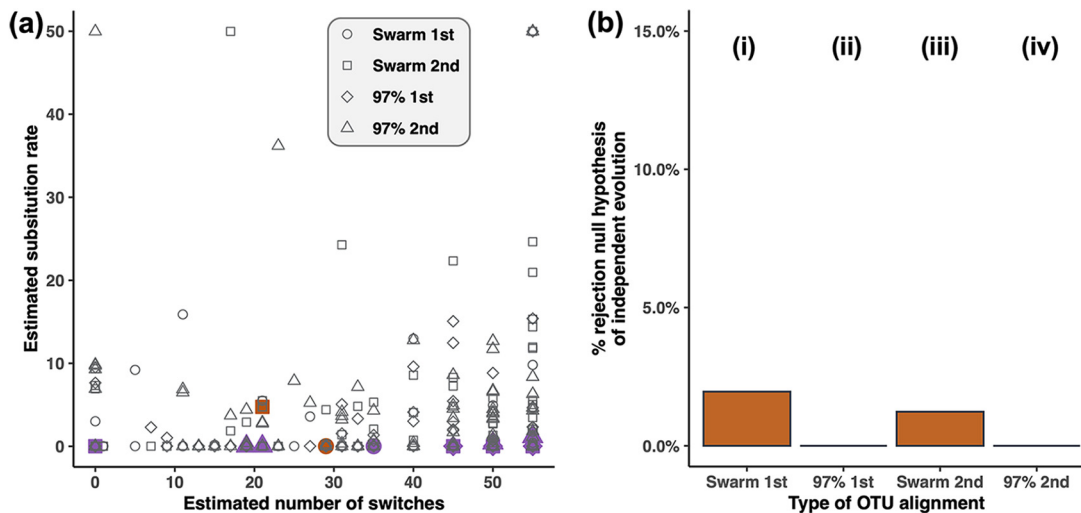 (a)
Estimated subsitution rate
50
40
30
20
10
0
Swarm 1st
Swarm 2nd
97% 1st
97% 2nd
0 10 20 30 40 50
Estimated number of switches
(b)
% rejection null hypothesis
of independent evolution
15.0%
10.0%
5.0%
0.0%
(i) (ii) (iii) (iv)
Swarm 1st 97% 1st Swarm 2nd 97% 2nd
Type of OTU alignment